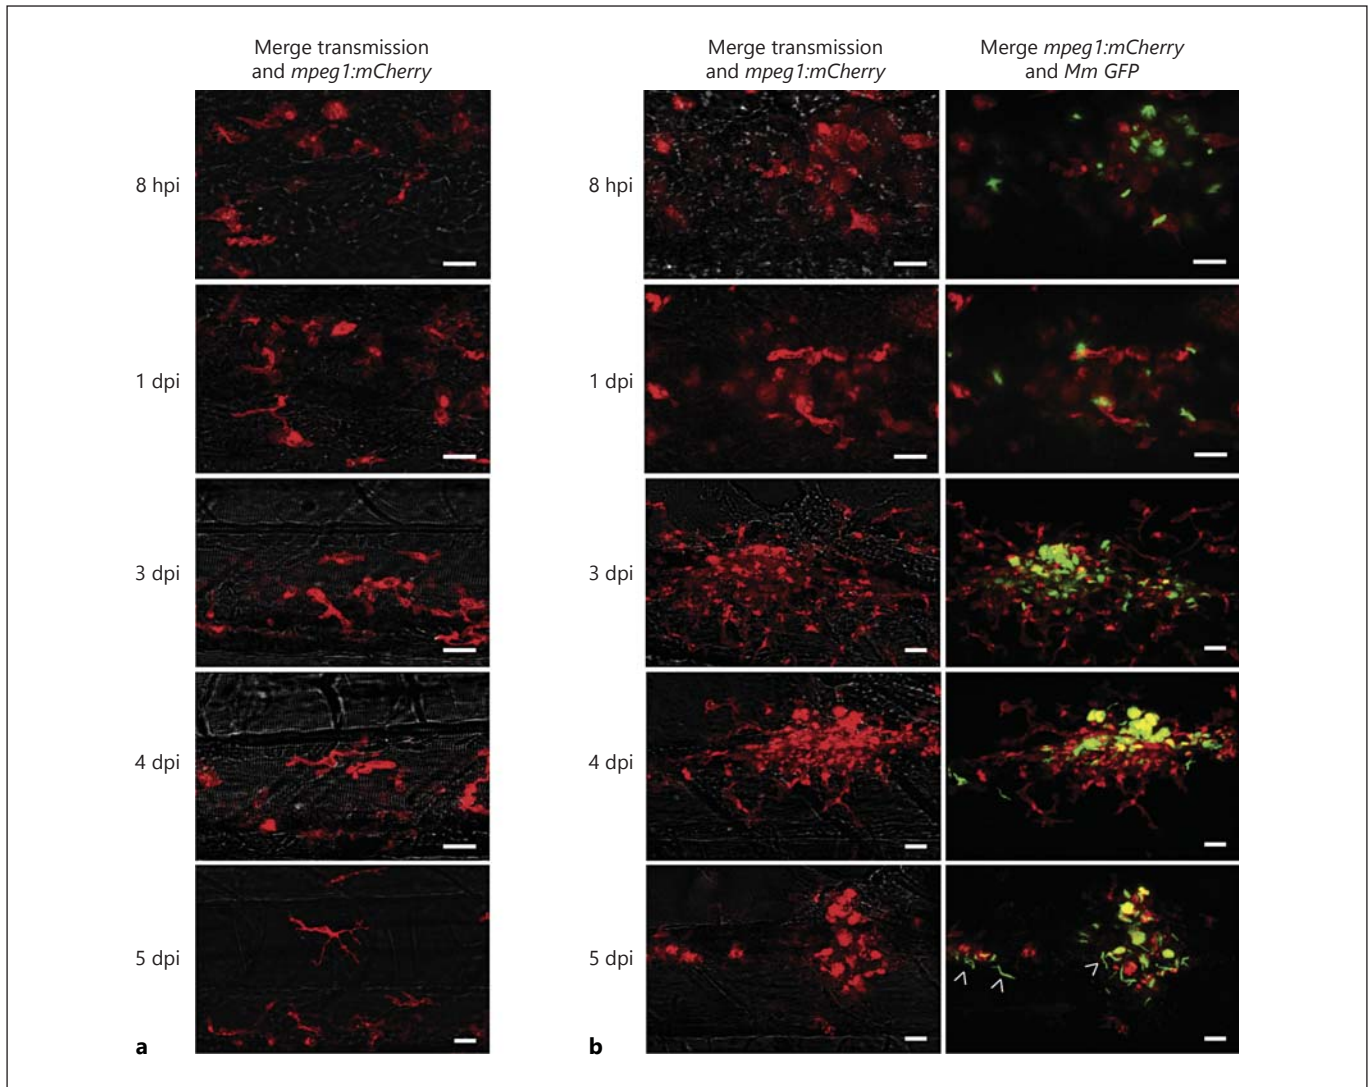 Merge transmission
and mpeg1:mCherry
8 hpi
1 dpi
3 dpi
4 dpi
5 dpi
a
Merge transmission
and mpeg1:mCherry
Merge mpeg1:mCherry
and Mm GFP
8 hpi
1 dpi
3 dpi
4 dpi
5 dpi
b